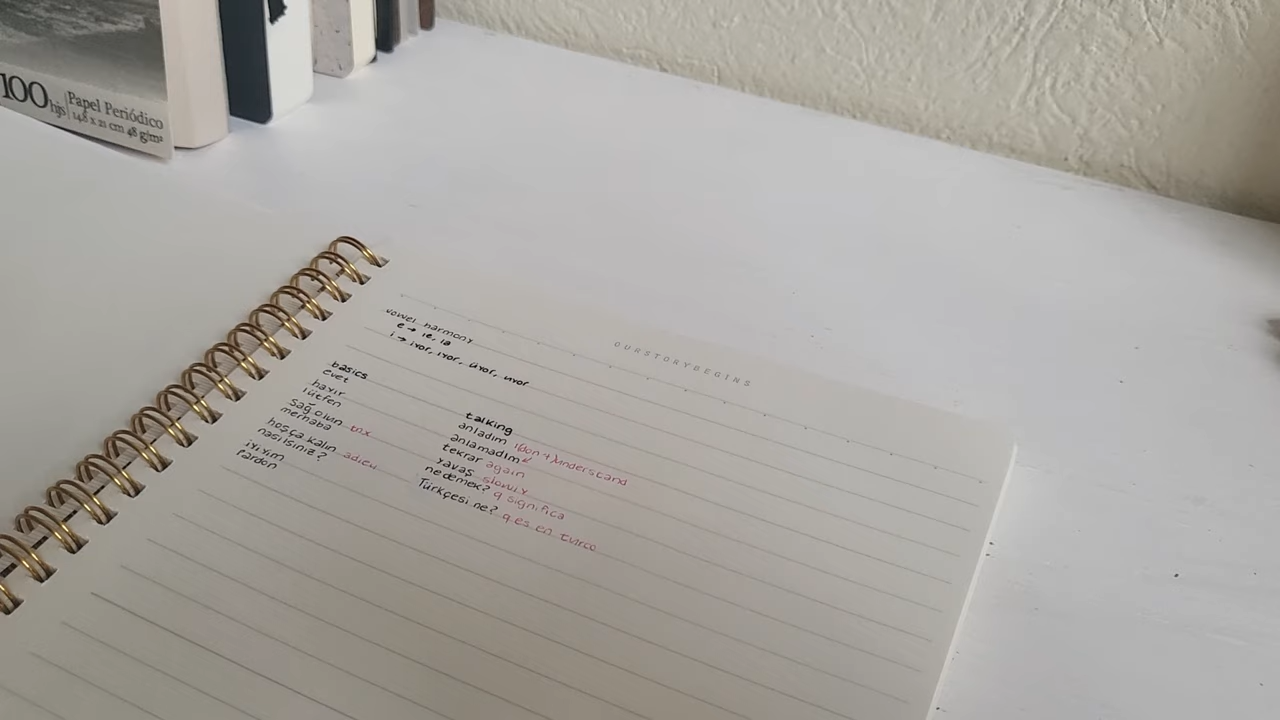 100 hjs | Papel Periódico
14.8 x 21 cm 48 g/m²
OURSTORYBEGINS
vowel harmony
e → ie, ia
i → ıyor, iyor, üyor, uyor
basics
evet
hayır
lütfen
sağ olun tnx
merhaba
hoşça kalın adieu
nasılsınız?
iyiyim
Pardon
talking
anladım i(don't)understand
anlamadım
tekrar again
yavaş slowly
ne demek? q significa
Türkçesi ne? q es en turco